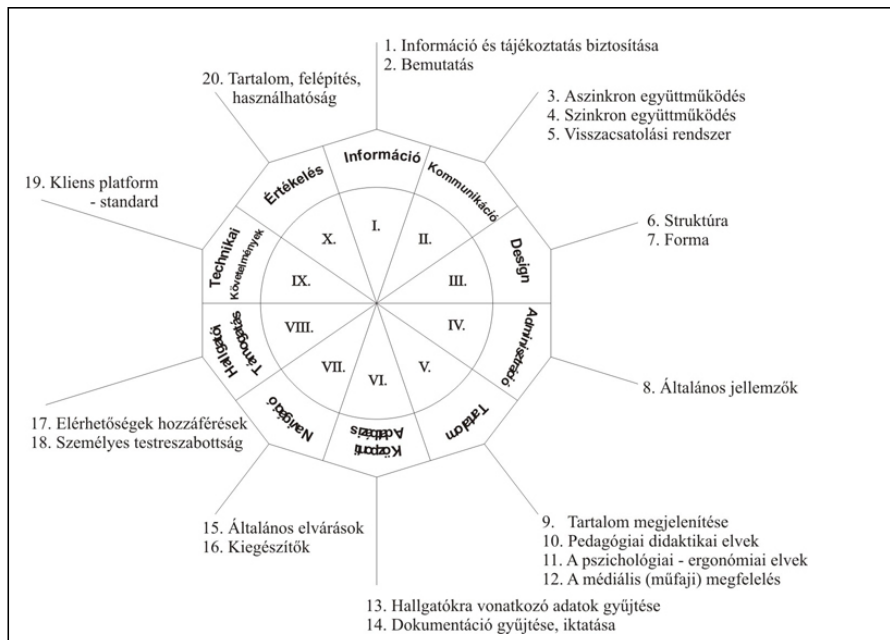 1. Információ és tájékoztatás biztosítása
2. Bemutatás
3. Aszinkron együttműködés
4. Szinkron együttműködés
5. Visszacsatolási rendszer
6. Struktúra
7. Forma
8. Általános jellemzők
9. Tartalom megjelenítése
10. Pedagógiai didaktikai elvek
11. A pszichológiai - ergonómiai elvek
12. A médiális (műfaji) megfelelés
13. Hallgatókra vonatkozó adatok gyűjtése
14. Dokumentáció gyűjtése, iktatása
15. Általános elvárások
16. Kiegészítők
17. Elérhetőségek hozzáférések
18. Személyes testreszabottság
19. Kliens platform
- standard
20. Tartalom, felépítés,
használhatóság
Információ
Kommunikáció
Design
Adminisztráció
Tartalom
Központi
Adatbázis
Navigáció
Hallgatói
Támogatás
Technikai
Követelmények
Értékelés
I.
II.
III.
IV.
V.
VI.
VII.
VIII.
IX.
X.